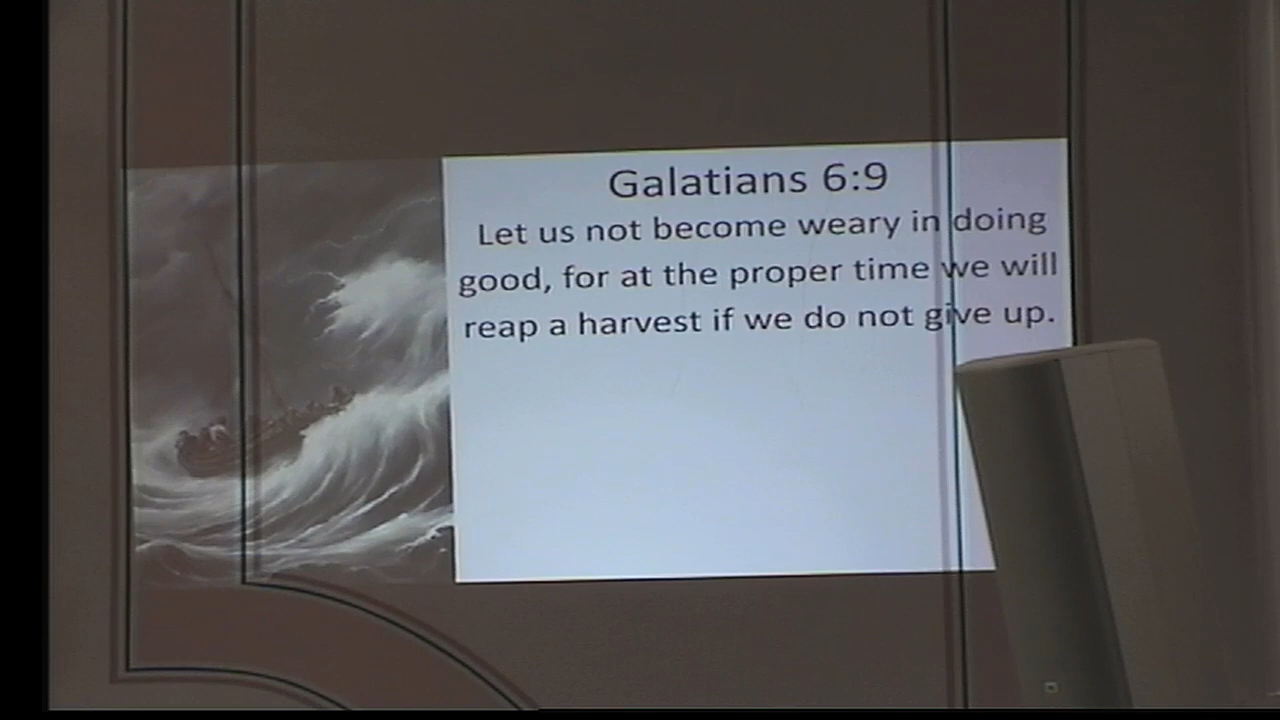 Galatians 6:9
Let us not become weary in doing
good, for at the proper time we will
reap a harvest if we do not give up.